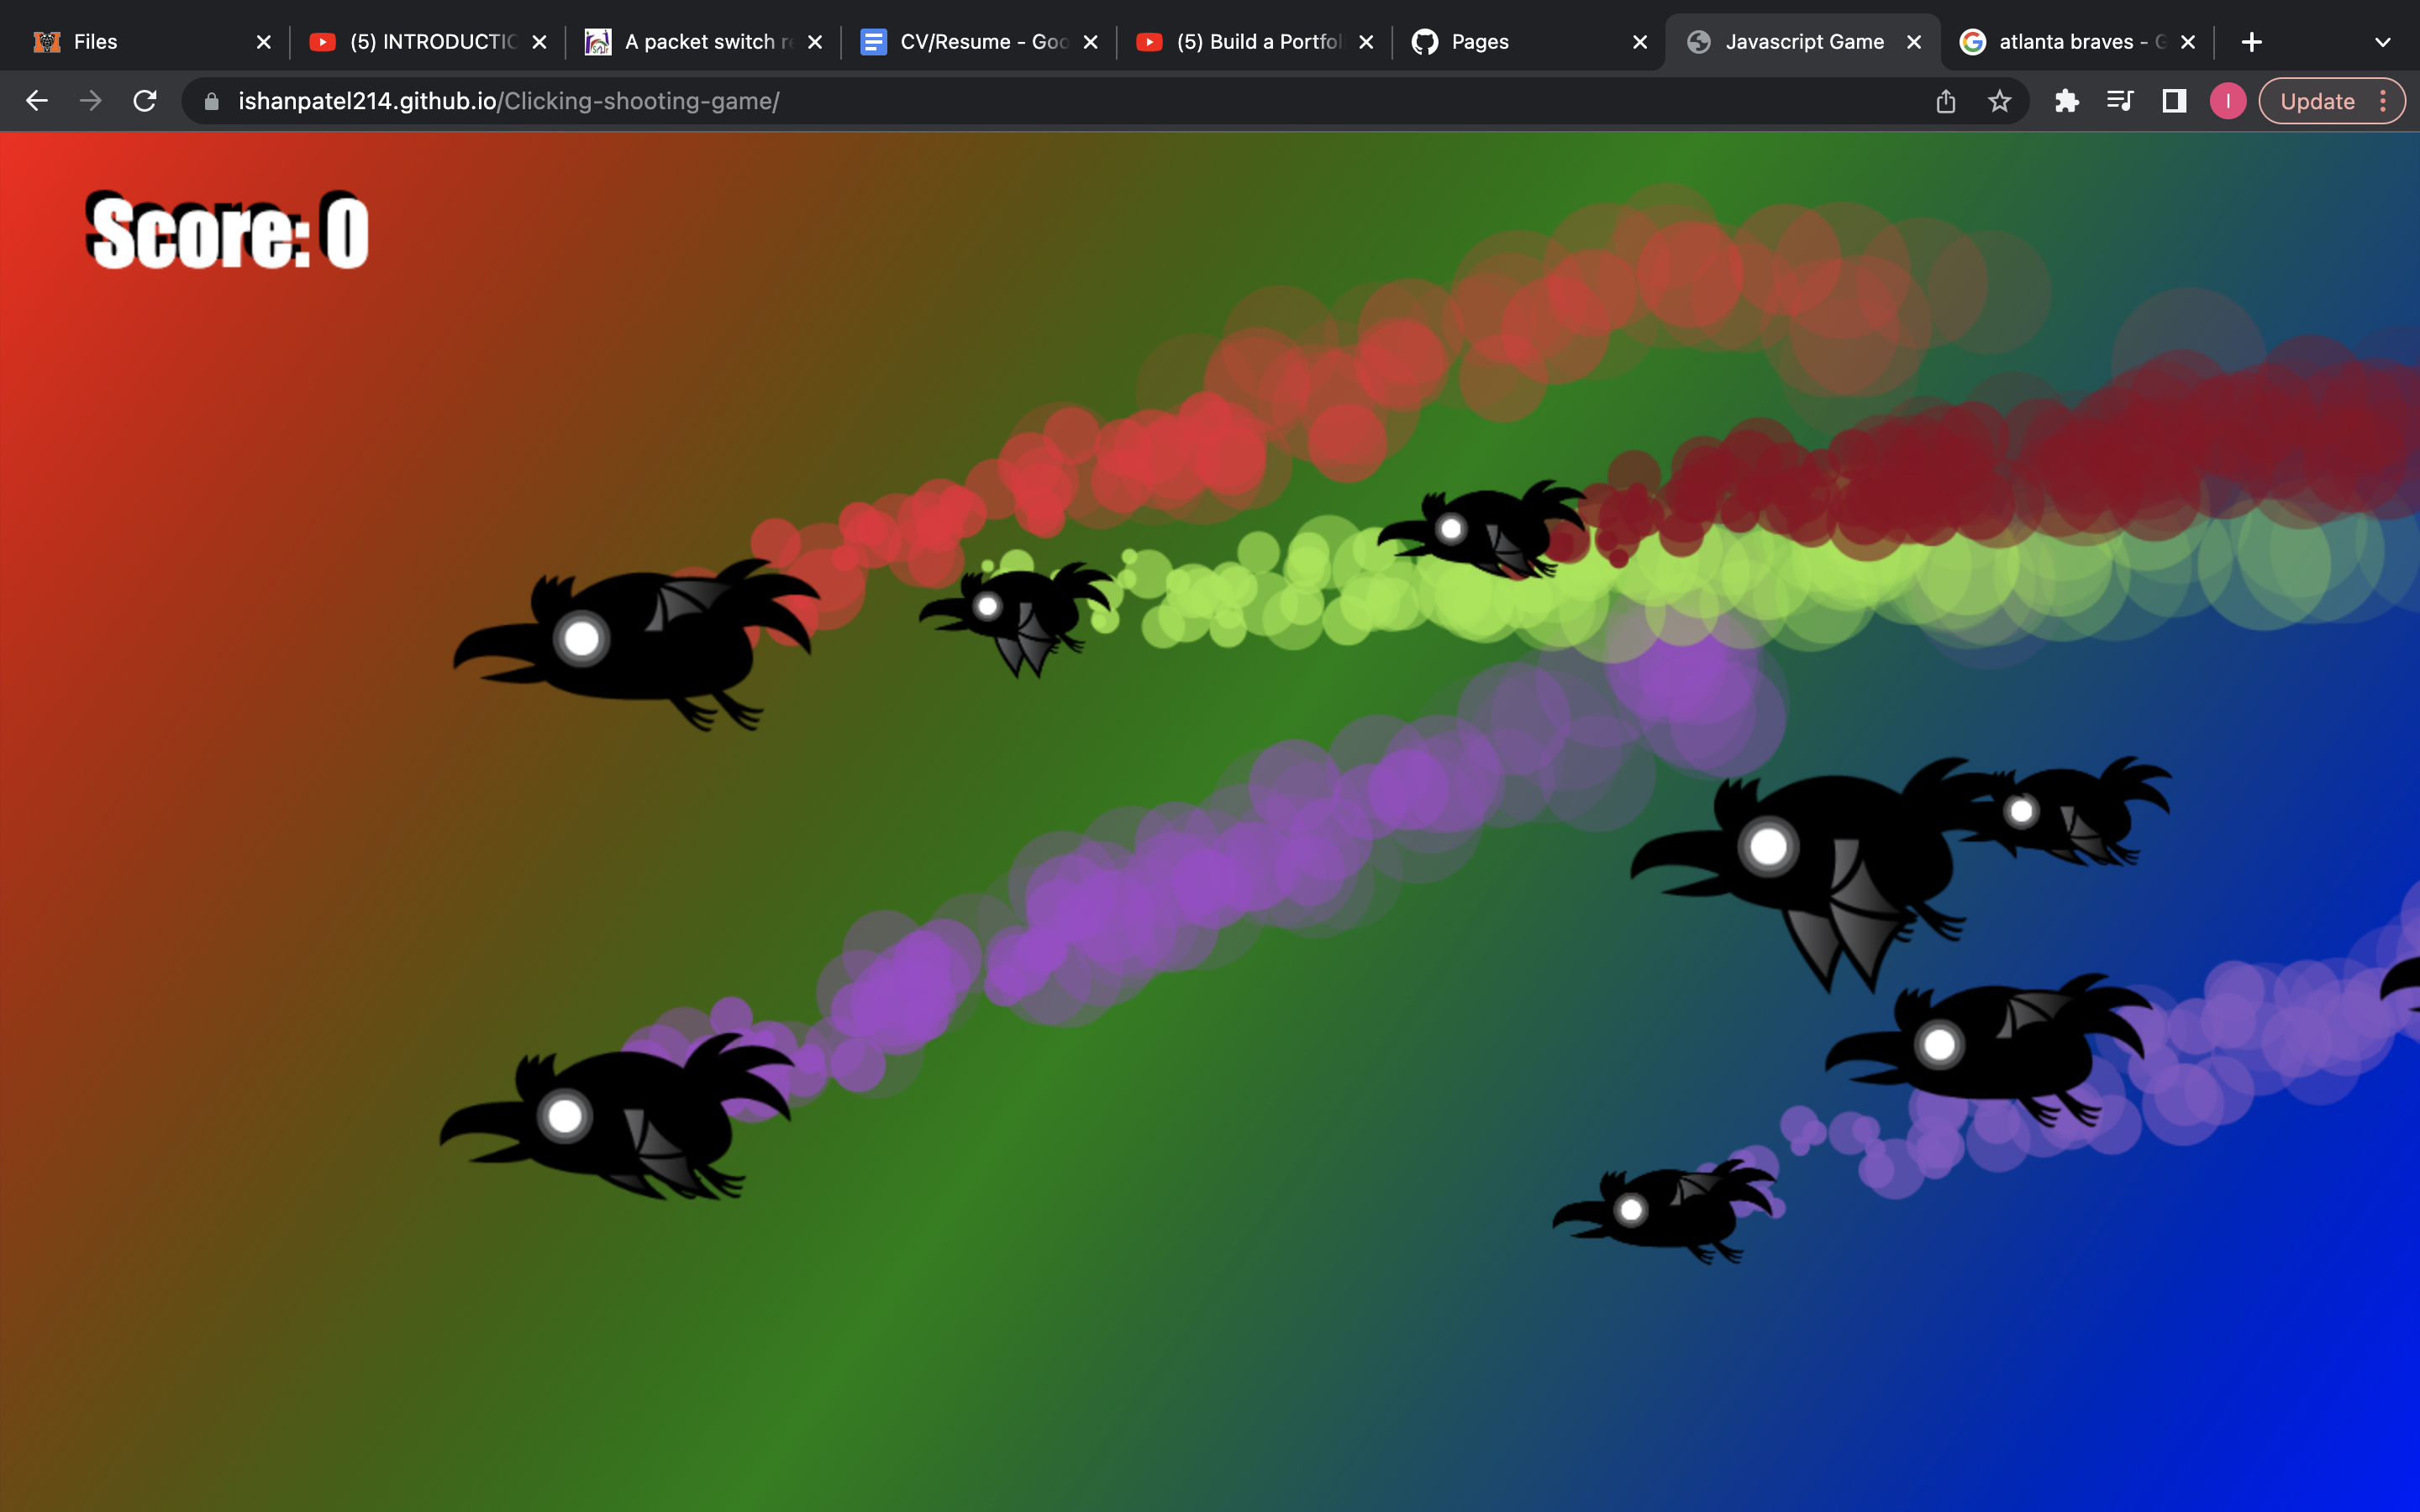 Files
(5) INTRODUCTIC
A packet switch re
CV/Resume - Goo
(5) Build a Portfol
Pages
Javascript Game
atlanta braves - G
ishanpatel214.github.io/Clicking-shooting-game/
I
Update
Score: 0